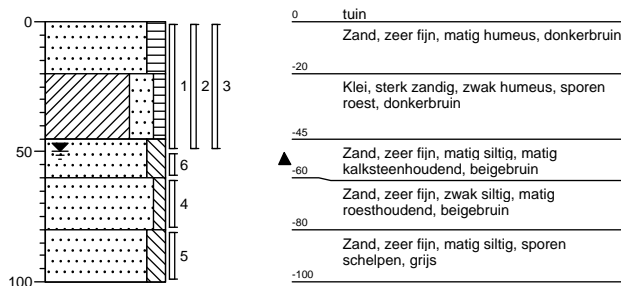 0
50
100
1
2
3
6
4
5
0
tuin
Zand, zeer fijn, matig humeus, donkerbruin
-20
Klei, sterk zandig, zwak humeus, sporen
roest, donkerbruin
-45
Zand, zeer fijn, matig siltig, matig
kalksteenhoudend, beigebruin
-60
Zand, zeer fijn, zwak siltig, matig
roesthoudend, beigebruin
-80
Zand, zeer fijn, matig siltig, sporen
schelpen, grijs
-100